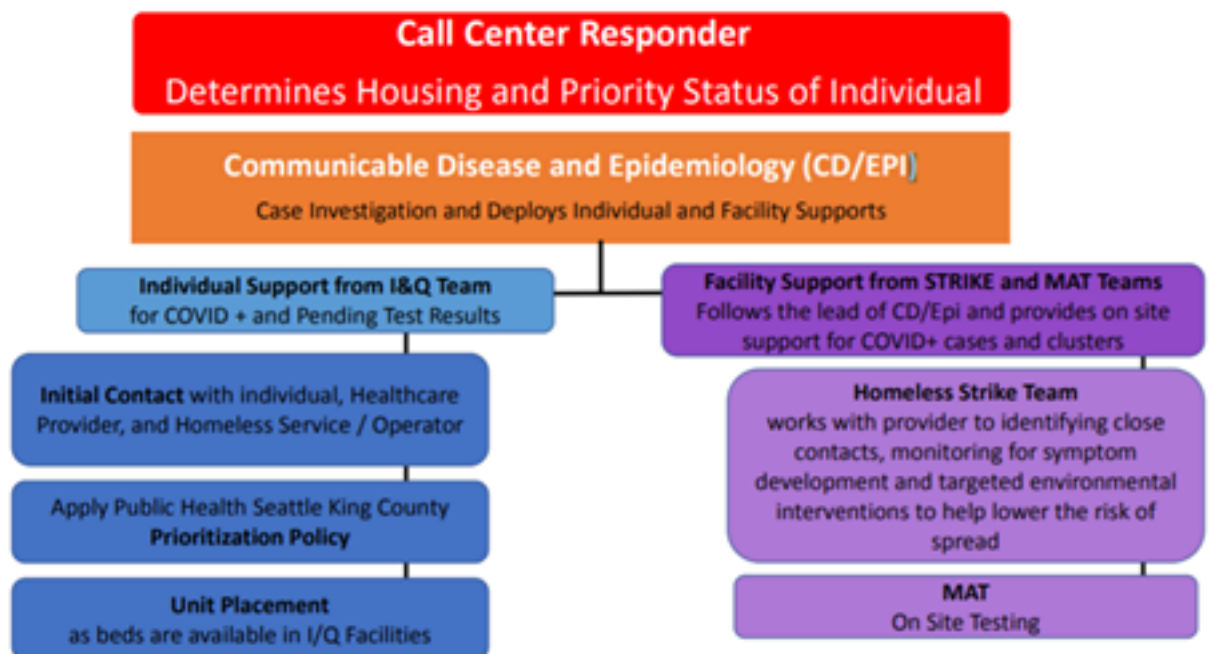 Call Center Responder
Determines Housing and Priority Status of Individual
Communicable Disease and Epidemiology (CD/EPI)
Case Investigation and Deploys Individual and Facility Supports
Individual Support from I&Q Team
for COVID + and Pending Test Results
Initial Contact with individual, Healthcare
Provider, and Homeless Service / Operator
Apply Public Health Seattle King County
Prioritization Policy
Unit Placement
as beds are available in I/Q Facilities
Facility Support from STRIKE and MAT Teams
Follows the lead of CD/Epi and provides on site
support for COVID+ cases and clusters
Homeless Strike Team
works with provider to identifying close
contacts, monitoring for symptom
development and targeted environmental
interventions to help lower the risk of
spread
MAT
On Site Testing